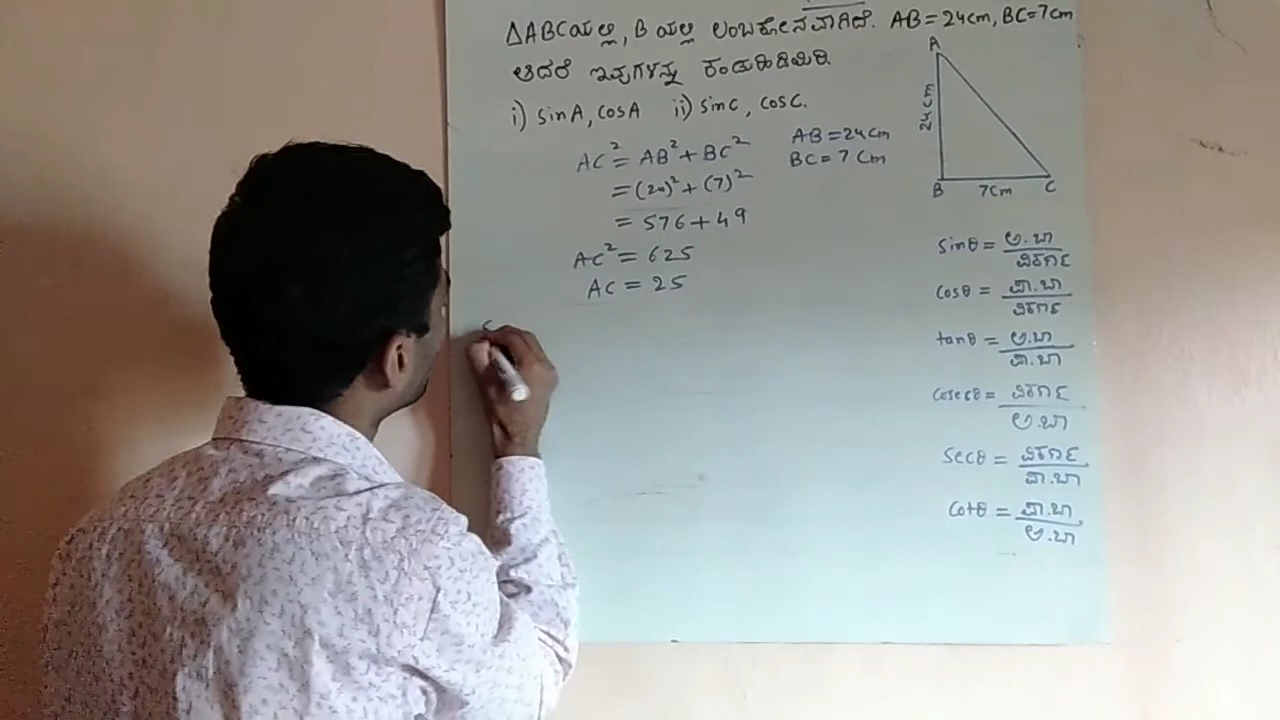 ∆ABCಯಲ್ಲಿ, B ಯಲ್ಲಿ ಲಂಬಕೋನವಾಗಿದೆ. AB = 24cm, BC = 7cm
ಆದರೆ ಇವುಗಳನ್ನು ಕಂಡುಹಿಡಿಯಿರಿ
i) sinA, cosA ii) sinC, cosC.
AC² = AB² + BC²
= (24)² + (7)²
= 576 + 49
AC² = 625
AC = 25
AB = 24cm
BC = 7 cm
A
24cm
B 7cm C
sinθ = ಅ.ಬಾ / ವಿಕರ್ಣ
cosθ = ಪಾ.ಬಾ / ವಿಕರ್ಣ
tanθ = ಅ.ಬಾ / ಪಾ.ಬಾ
cosecθ = ವಿಕರ್ಣ / ಅ.ಬಾ
secθ = ವಿಕರ್ಣ / ಪಾ.ಬಾ
cotθ = ಪಾ.ಬಾ / ಅ.ಬಾ